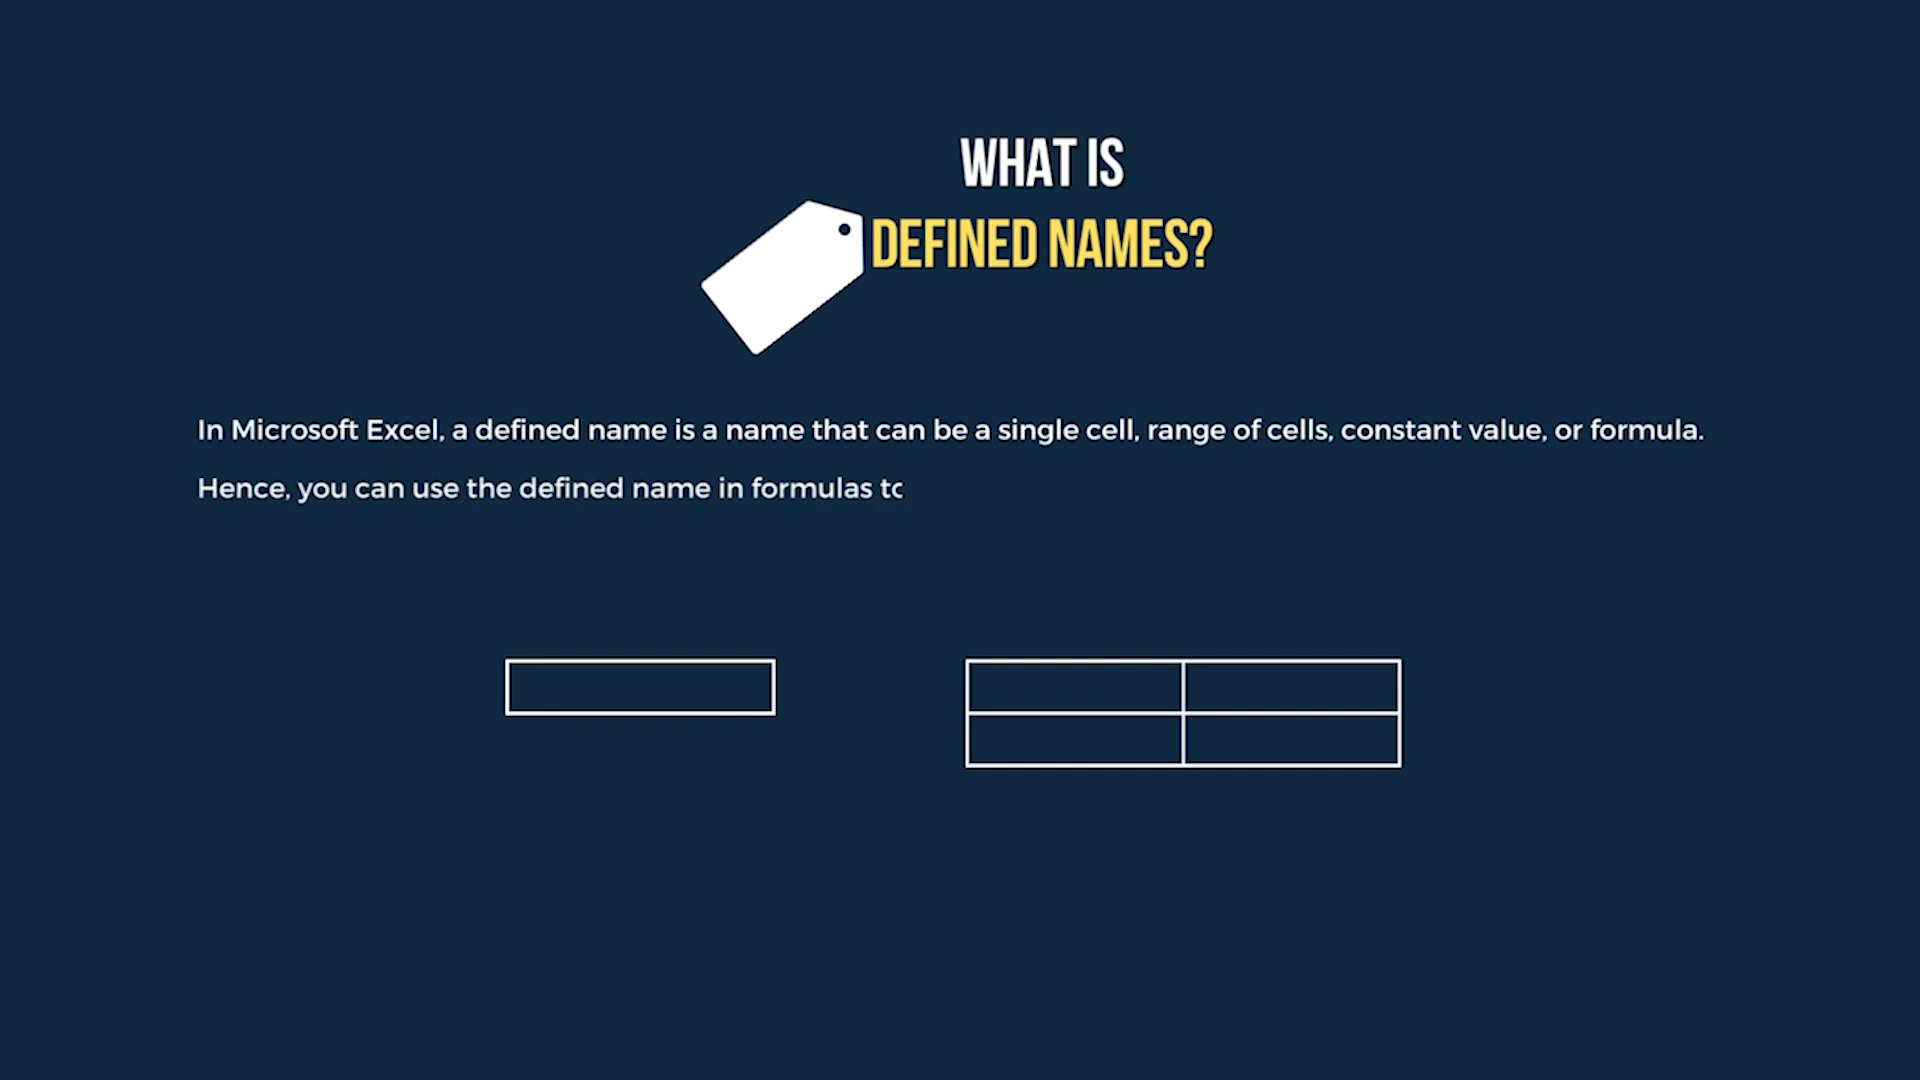 WHAT IS
DEFINED NAMES?
In Microsoft Excel, a defined name is a name that can be a single cell, range of cells, constant value, or formula.
Hence, you can use the defined name in formulas